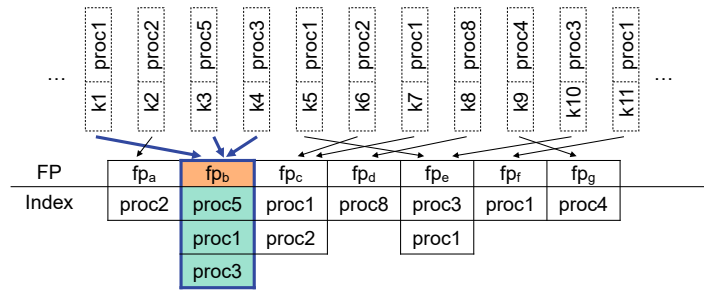 ... k1 proc1 k2 proc2 k3 proc5 k4 proc3 k5 proc1 k6 proc2 k7 proc1 k8 proc8 k9 proc4 k10 proc3 k11 proc1 ...
FP fpa fpb fpc fpd fpe fpf fpg
Index proc2 proc5 proc1 proc8 proc3 proc1 proc4
proc1 proc2 proc1
proc3